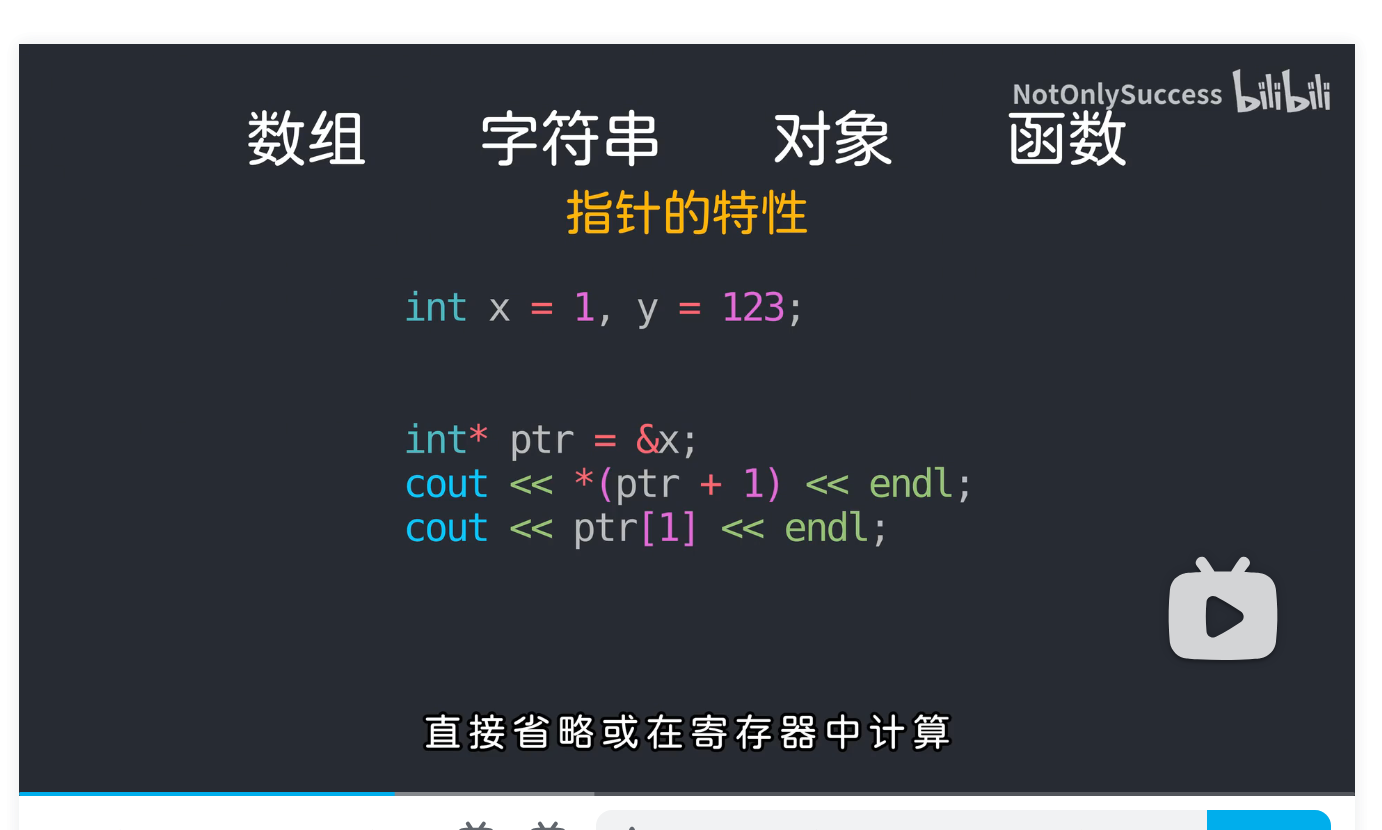 NotOnlySuccess bilibili
数组 字符串 对象 函数
指针的特性
int x = 1, y = 123;
int* ptr = &x;
cout << *(ptr + 1) << endl;
cout << ptr[1] << endl;
直接省略或在寄存器中计算